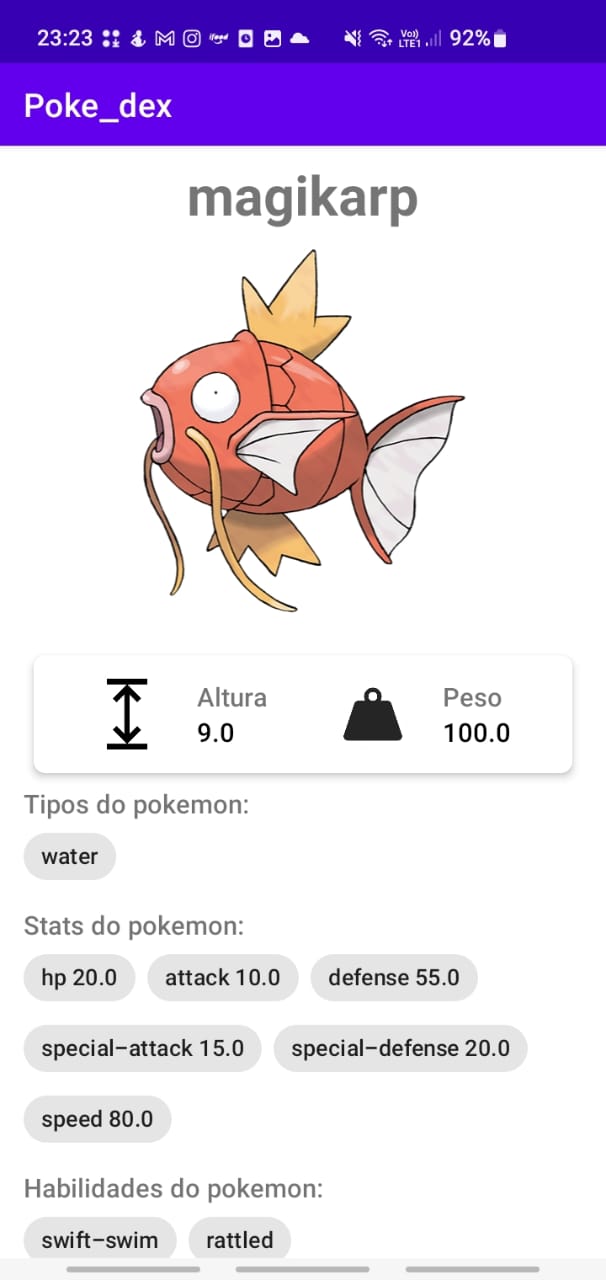 23:23 92%
Poke_dex
magikarp
Altura Peso
9.0 100.0
Tipos do pokemon:
water
Stats do pokemon:
hp 20.0 attack 10.0 defense 55.0
special-attack 15.0 special-defense 20.0
speed 80.0
Habilidades do pokemon:
swift-swim rattled